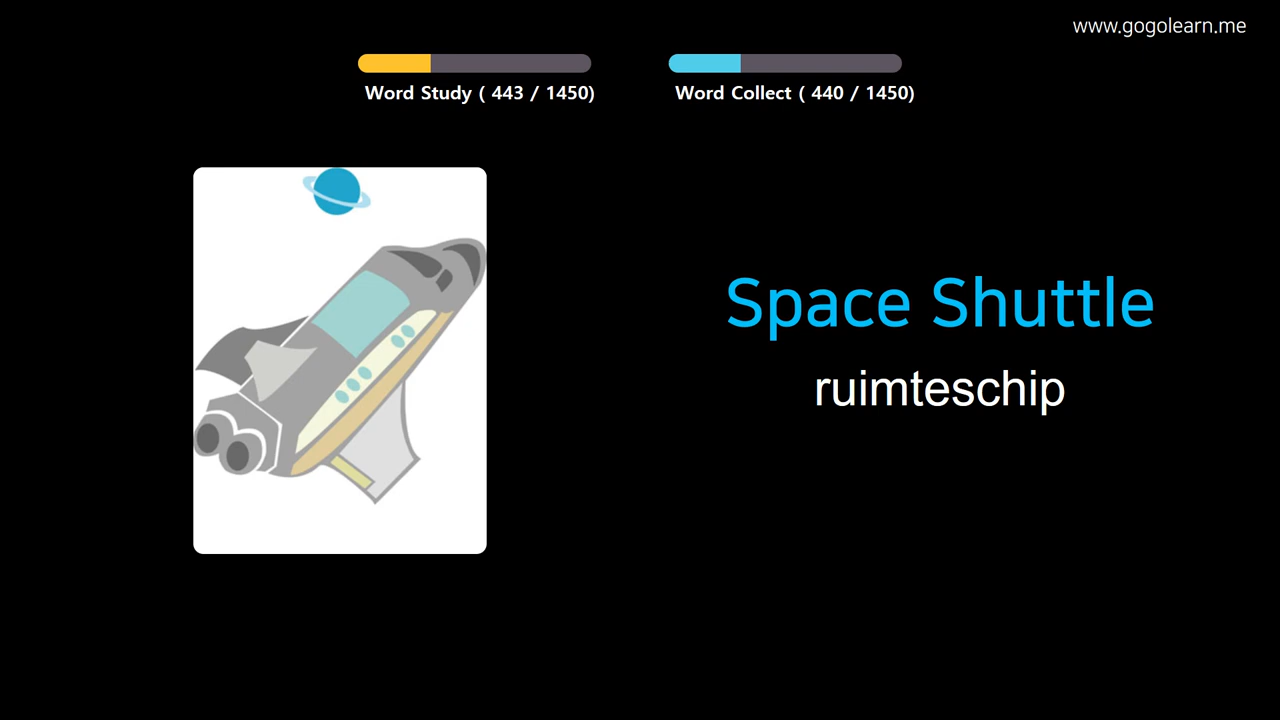 www.gogolearn.me
Word Study ( 443 / 1450)
Word Collect ( 440 / 1450)
Space Shuttle
ruimteschip